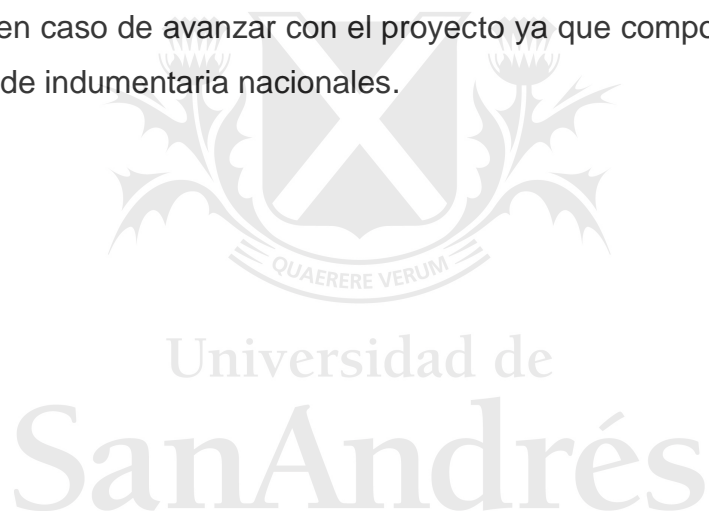 en caso de avanzar con el proyecto ya que compo
de indumentaria nacionales.
QUAERERE VERUM
Universidad de
SanAndrés